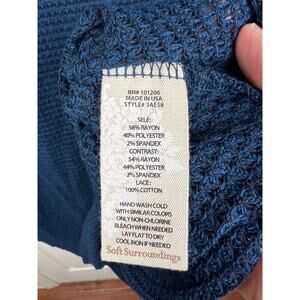 RN# 101206
MADE IN USA
STYLE# 3AE58
SELF:
58% RAYON
40% POLYESTER
2% SPANDEX
CONTRAST:
54% RAYON
44% POLYESTER
2% SPANDEX
LACE:
100% COTTON
HAND WASH COLD
WITH SIMILAR COLORS
ONLY NON-CHLORINE
BLEACH WHEN NEEDED
LAY FLAT TO DRY
COOL IRON IF NEEDED
Soft Surroundings